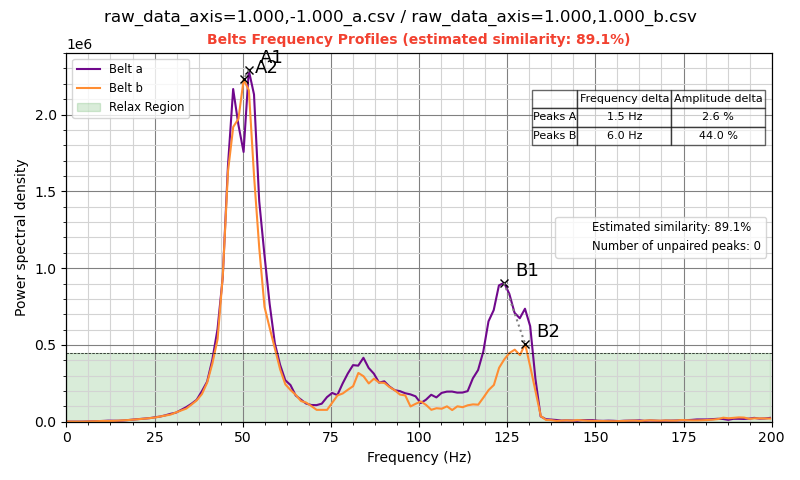 raw_data_axis=1.000,-1.000_a.csv / raw_data_axis=1.000,1.000_b.csv
Belts Frequency Profiles (estimated similarity: 89.1%)
1e6
Belt a
Belt b
Relax Region
A1
A2
Frequency delta Amplitude delta
Peaks A 1.5 Hz 2.6 %
Peaks B 6.0 Hz 44.0 %
Estimated similarity: 89.1%
Number of unpaired peaks: 0
B1
B2
Power spectral density
2.0
1.5
1.0
0.5
0.0
0 25 50 75 100 125 150 175 200
Frequency (Hz)